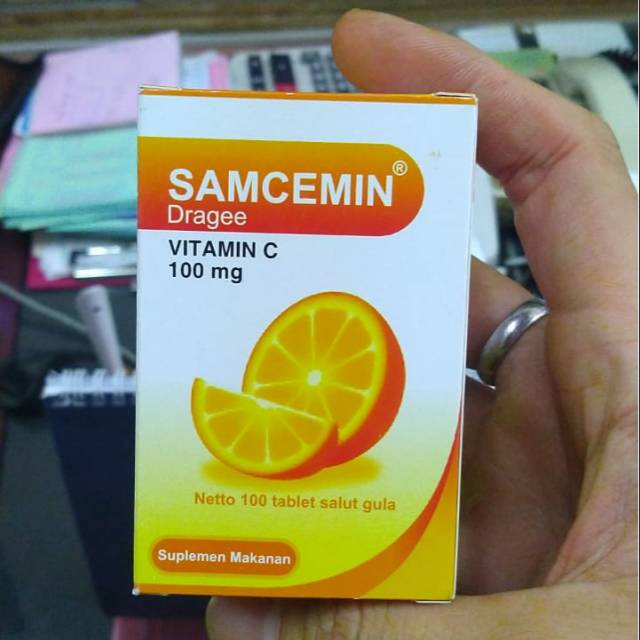 SAMCEMIN®
Dragee
VITAMIN C
100 mg
Netto 100 tablet salut gula
Suplemen Makanan